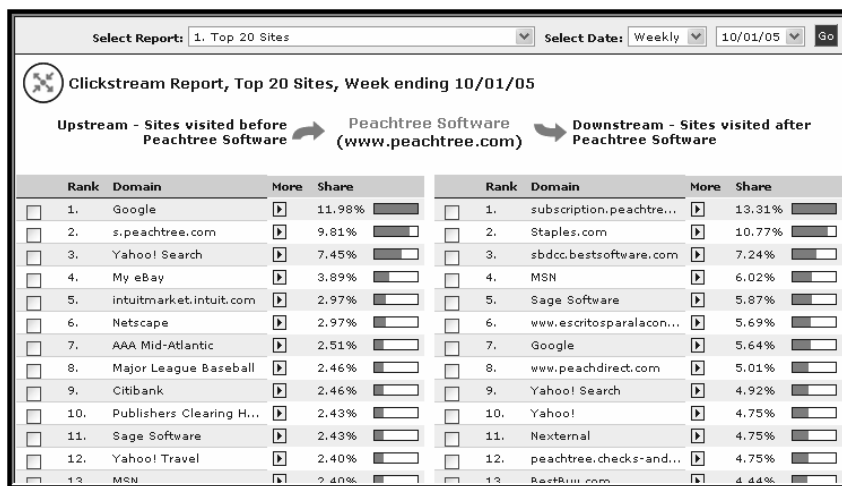 Select Report: 1. Top 20 Sites Select Date: Weekly 10/01/05 Go
Clickstream Report, Top 20 Sites, Week ending 10/01/05
Upstream - Sites visited before Peachtree Software
Peachtree Software
(www.peachtree.com)
Downstream - Sites visited after Peachtree Software
Rank Domain More Share
1. Google 11.98%
2. s.peachtree.com 9.81%
3. Yahoo! Search 7.45%
4. My eBay 3.89%
5. intuitmarket.intuit.com 2.97%
6. Netscape 2.97%
7. AAA Mid-Atlantic 2.51%
8. Major League Baseball 2.46%
9. Citibank 2.46%
10. Publishers Clearing H... 2.43%
11. Sage Software 2.43%
12. Yahoo! Travel 2.40%
13. MSN 2.40%
Rank Domain More Share
1. subscription.peachtre... 13.31%
2. Staples.com 10.77%
3. sbdcc.bestsoftware.com 7.24%
4. MSN 6.02%
5. Sage Software 5.87%
6. www.escritosparalacon... 5.69%
7. Google 5.64%
8. www.peachdirect.com 5.01%
9. Yahoo! Search 4.92%
10. Yahoo! 4.75%
11. Nexternal 4.75%
12. peachtree.checks-and... 4.75%
13. BestBuy.com 4.44%